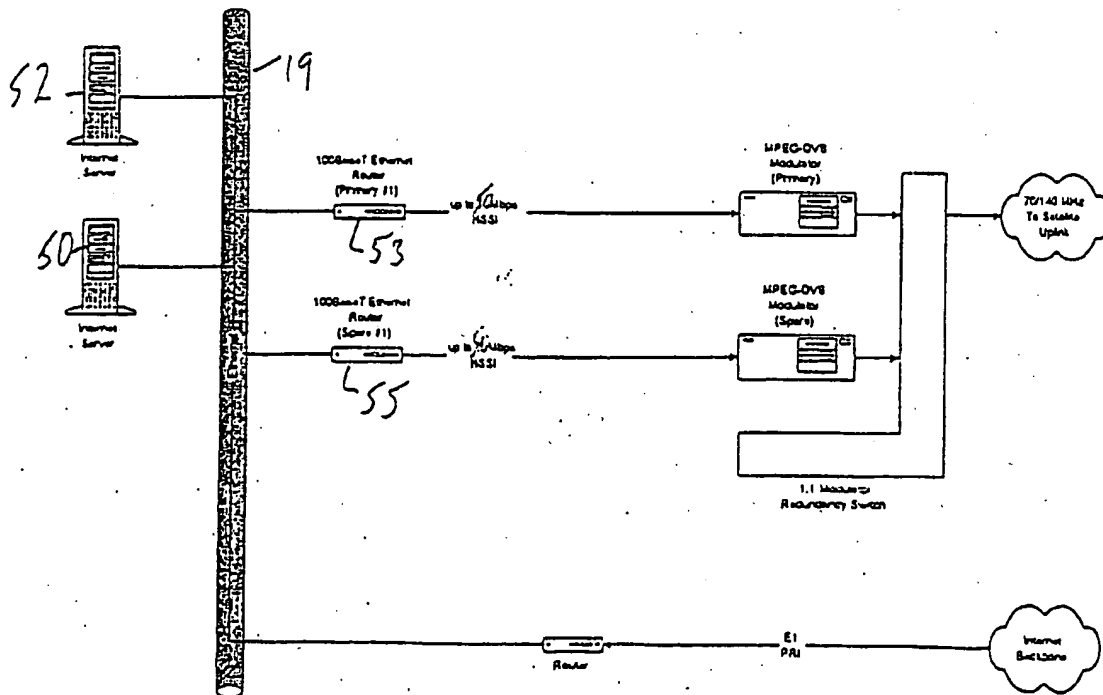 52
19
Internet
Server
50
Internet
Server
100BaseT Ethernet
Router
(Primary #1)
53
up to
HSSI
MPEG-DVB
Modulator
(Primary)
70/140 MHz
To Satellite
Uplink
100BaseT Ethernet
Router
(Spare #1)
55
up to
HSSI
MPEG-DVB
Modulator
(Spare)
1:1 Modulator
Redundancy Switch
Ethernet
Router
E1
PRI
Internet
Backbone